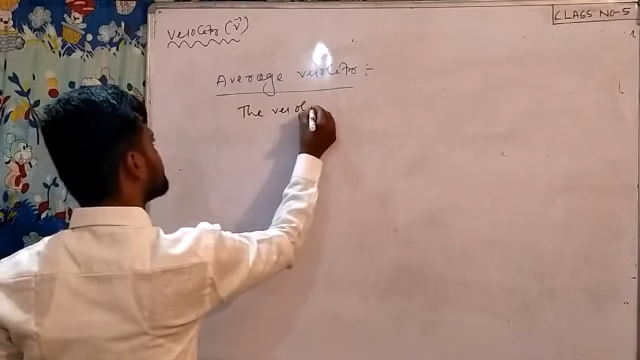 CLASS NO-5
Velocity (v⃗)
Average velocity :-
The velo